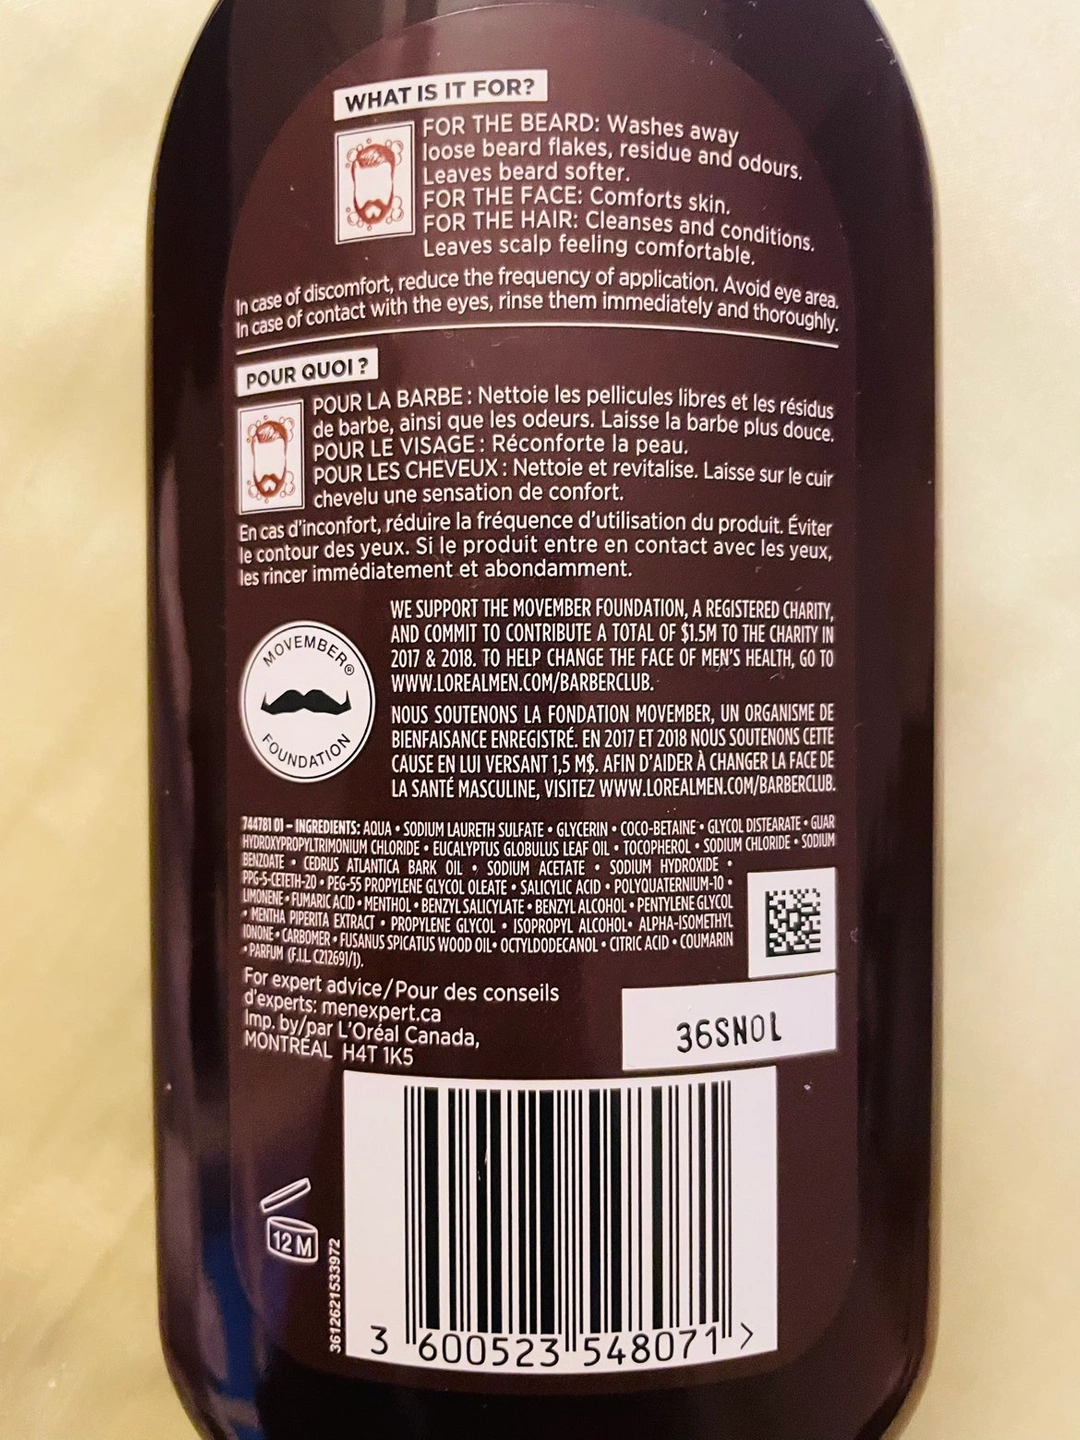 WHAT IS IT FOR?
FOR THE BEARD: Washes away
loose beard flakes, residue and odours.
Leaves beard softer.
FOR THE FACE: Comforts skin.
FOR THE HAIR: Cleanses and conditions.
Leaves scalp feeling comfortable.
In case of discomfort, reduce the frequency of application. Avoid eye area.
In case of contact with the eyes, rinse them immediately and thoroughly.
POUR QUOI ?
POUR LA BARBE : Nettoie les pellicules libres et les résidus
de barbe, ainsi que les odeurs. Laisse la barbe plus douce.
POUR LE VISAGE : Réconforte la peau.
POUR LES CHEVEUX : Nettoie et revitalise. Laisse sur le cuir
chevelu une sensation de confort.
En cas d'inconfort, réduire la fréquence d'utilisation du produit. Éviter
le contour des yeux. Si le produit entre en contact avec les yeux,
les rincer immédiatement et abondamment.
MOVEMBER®
FOUNDATION
WE SUPPORT THE MOVEMBER FOUNDATION, A REGISTERED CHARITY,
AND COMMIT TO CONTRIBUTE A TOTAL OF $1.5M TO THE CHARITY IN
2017 & 2018. TO HELP CHANGE THE FACE OF MEN'S HEALTH, GO TO
WWW.LOREALMEN.COM/BARBERCLUB.
NOUS SOUTENONS LA FONDATION MOVEMBER, UN ORGANISME DE
BIENFAISANCE ENREGISTRÉ. EN 2017 ET 2018 NOUS SOUTENONS CETTE
CAUSE EN LUI VERSANT 1,5 M$. AFIN D'AIDER À CHANGER LA FACE DE
LA SANTÉ MASCULINE, VISITEZ WWW.LOREALMEN.COM/BARBERCLUB.
744781 01 – INGREDIENTS: AQUA • SODIUM LAURETH SULFATE • GLYCERIN • COCO-BETAINE • GLYCOL DISTEARATE • GUAR
HYDROXYPROPYLTRIMONIUM CHLORIDE • EUCALYPTUS GLOBULUS LEAF OIL • TOCOPHEROL • SODIUM CHLORIDE • SODIUM
BENZOATE • CEDRUS ATLANTICA BARK OIL • SODIUM ACETATE • SODIUM HYDROXIDE •
PPG-5-CETETH-20 • PEG-55 PROPYLENE GLYCOL OLEATE • SALICYLIC ACID • POLYQUATERNIUM-10 •
LIMONENE • FUMARIC ACID • MENTHOL • BENZYL SALICYLATE • BENZYL ALCOHOL • PENTYLENE GLYCOL
• MENTHA PIPERITA EXTRACT • PROPYLENE GLYCOL • ISOPROPYL ALCOHOL • ALPHA-ISOMETHYL
IONONE • CARBOMER • FUSANUS SPICATUS WOOD OIL • OCTYLDODECANOL • CITRIC ACID • COUMARIN
• PARFUM (F.I.L. C212691/1).
For expert advice/Pour des conseils
d'experts: menexpert.ca
Imp. by/par L'Oréal Canada,
MONTRÉAL H4T 1K5
36SN0L
12 M
3612621533972
3 600523 548071 >